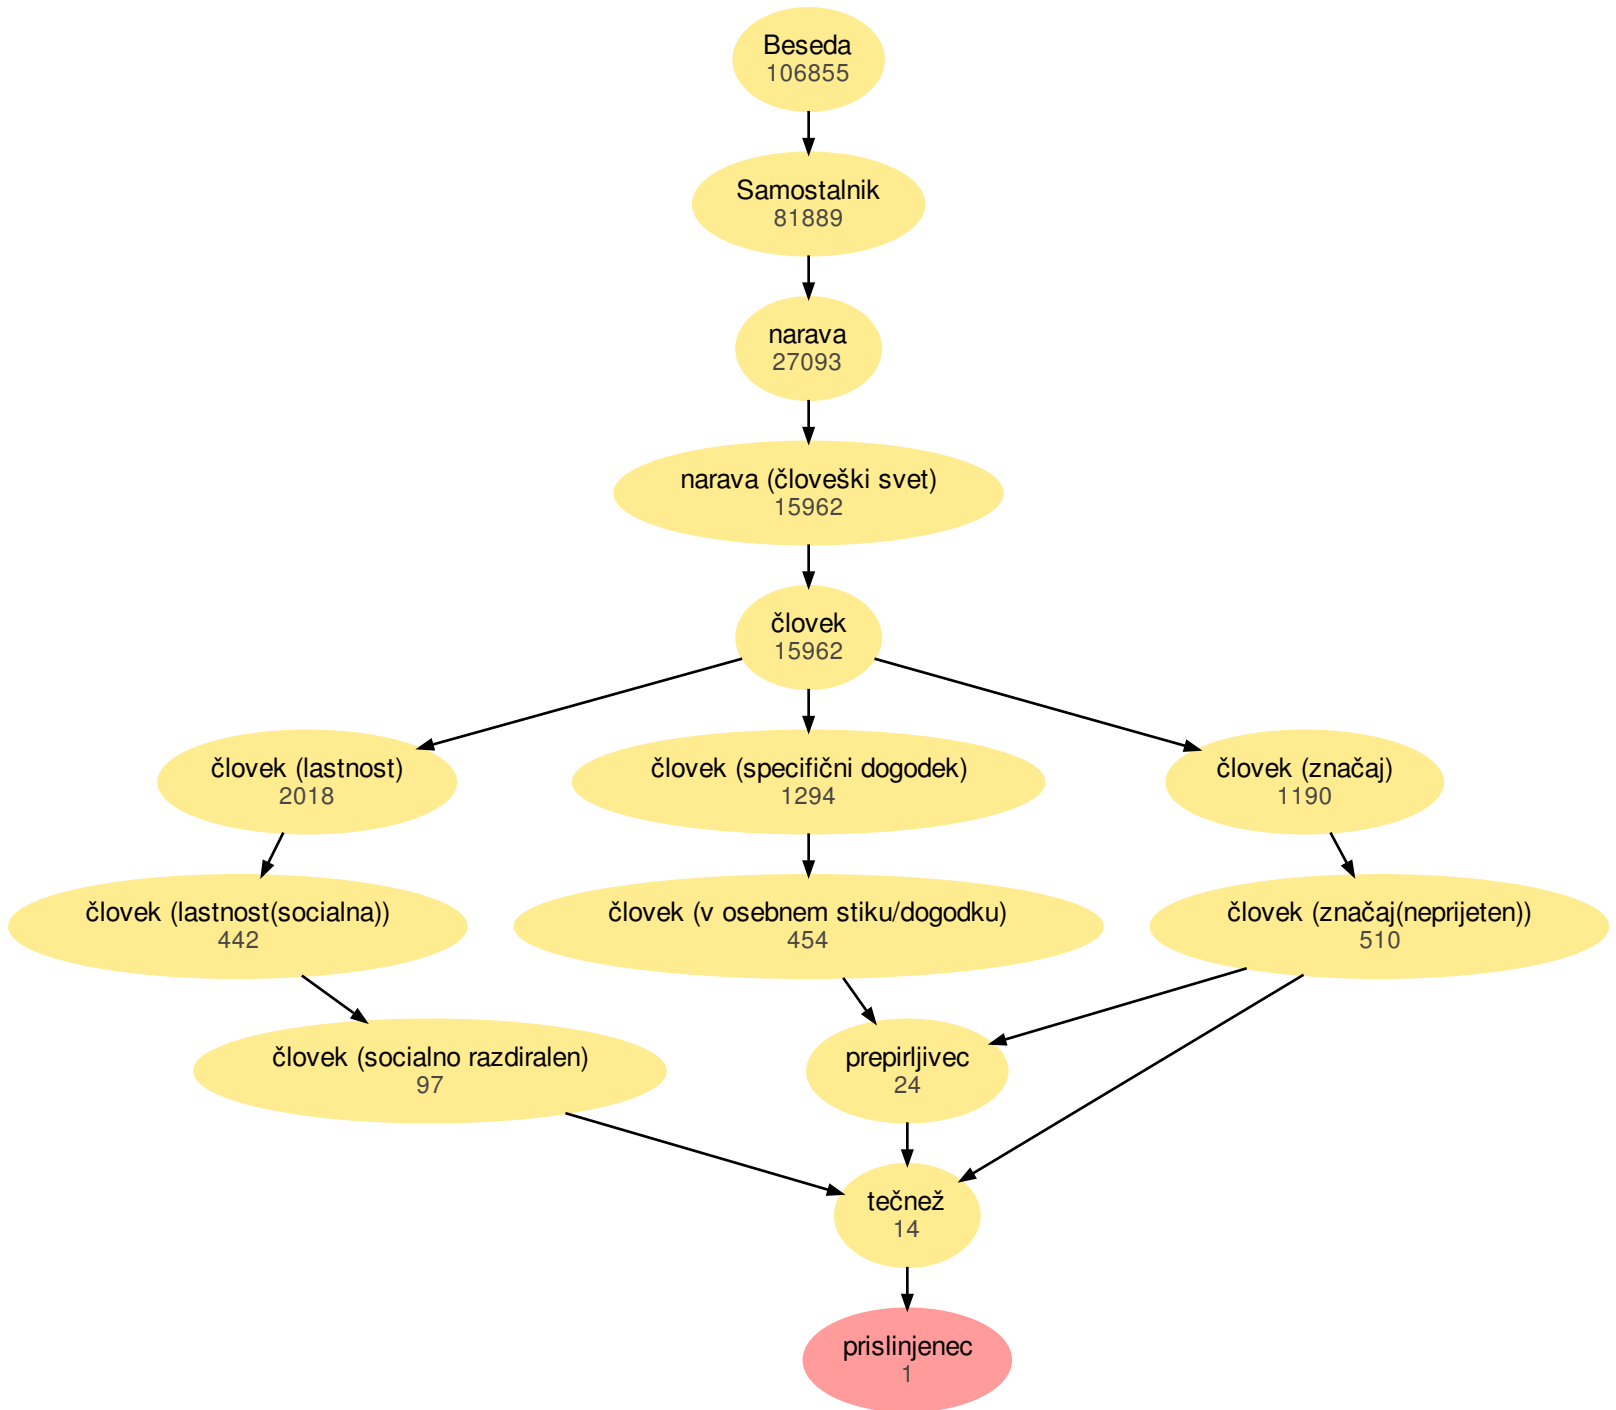 Beseda
106855
Samostalnik
81889
narava
27093
narava (človeški svet)
15962
človek
15962
človek (lastnost)
2018
človek (specifični dogodek)
1294
človek (značaj)
1190
človek (lastnost(socialna))
442
človek (v osebnem stiku/dogodku)
454
človek (značaj(neprijeten))
510
človek (socialno razdiralen)
97
prepirljivec
24
tečnež
14
prislinjenec
1